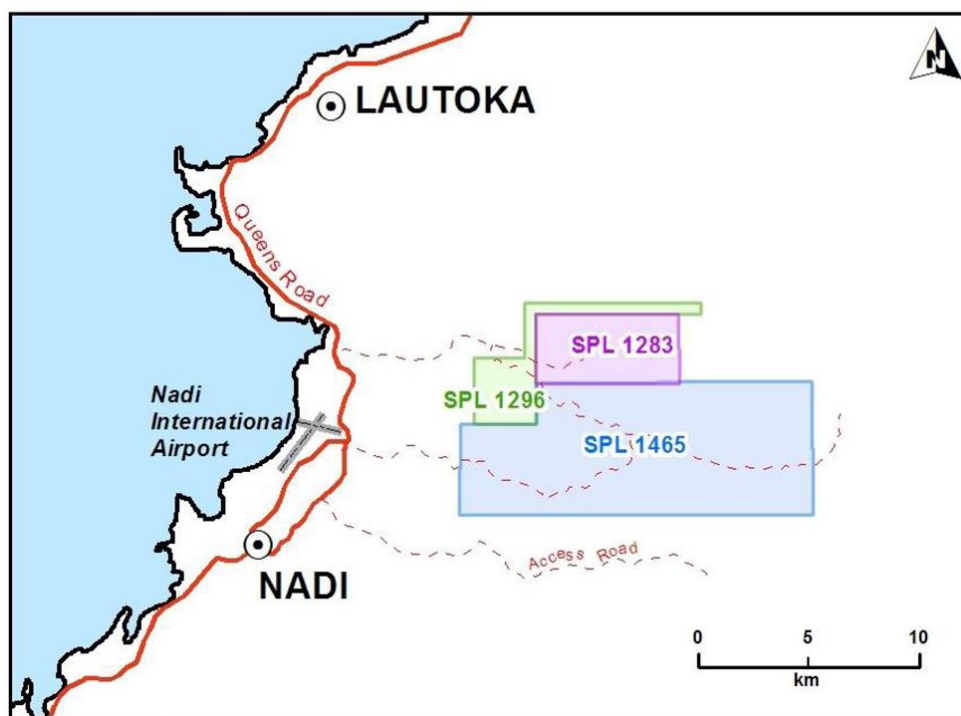 N
LAUTOKA
Queens Road
SPL 1283
SPL 1296
Nadi
International
Airport
SPL 1465
Access Road
NADI
0 5 10
km